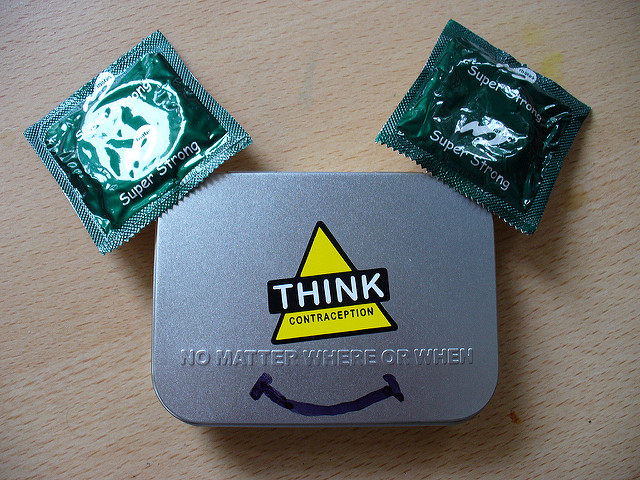 Super Strong
Super Strong
Super Strong
THINK
CONTRACEPTION
NO MATTER WHERE OR WHEN